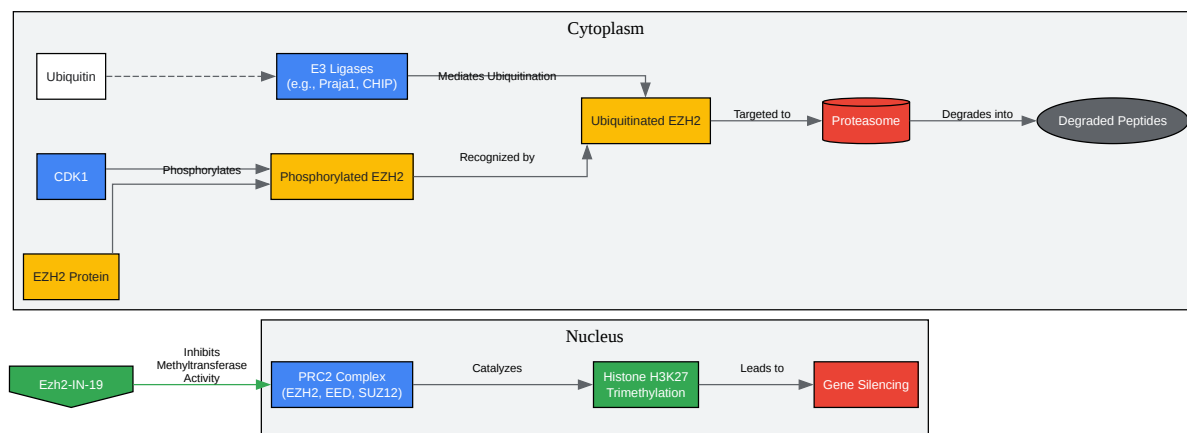 Cytoplasm
Ubiquitin
E3 Ligases
(e.g., Praja1, CHIP)
Mediates Ubiquitination
Ubiquitinated EZH2
Targeted to
Proteasome
Degrades into
Degraded Peptides
CDK1
Phosphorylates
Phosphorylated EZH2
Recognized by
EZH2 Protein
Nucleus
Ezh2-IN-19
Inhibits
Methyltransferase
Activity
PRC2 Complex
(EZH2, EED, SUZ12)
Catalyzes
Histone H3K27
Trimethylation
Leads to
Gene Silencing